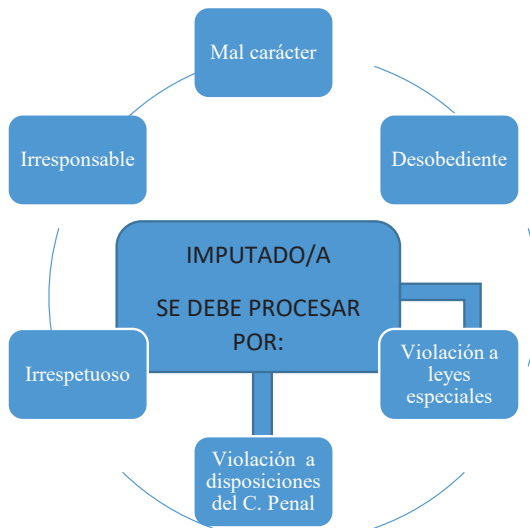 Mal carácter
Irresponsable
Desobediente
IMPUTADO/A
SE DEBE PROCESAR
POR:
Irrespetuoso
Violación a
leyes
especiales
Violación a
disposiciones
del C. Penal